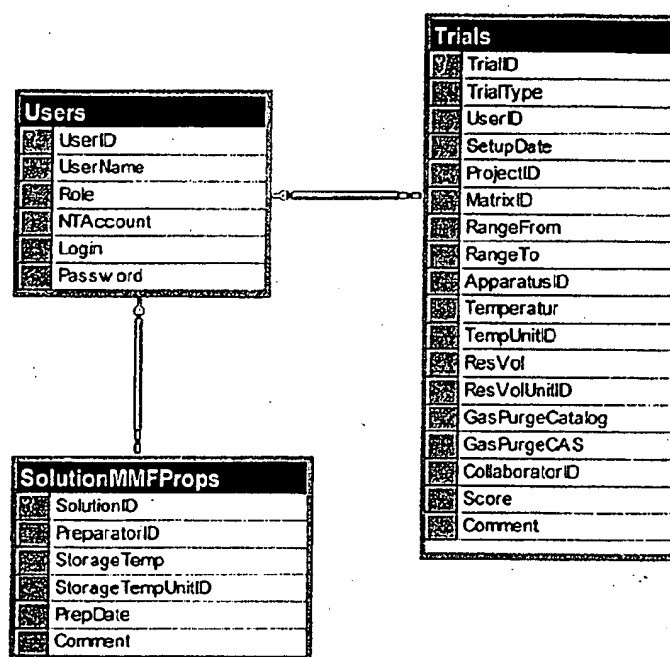 Users
UserID
UserName
Role
NTAccount
Login
Password
Trials
TrialID
TrialType
UserID
SetupDate
ProjectID
MatrixID
RangeFrom
RangeTo
ApparatusID
Temperatur
TempUnitID
ResVol
ResVolUnitID
GasPurgeCatalog
GasPurgeCAS
CollaboratorID
Score
Comment
SolutionMMFProps
SolutionID
PreparatorID
StorageTemp
StorageTempUnitID
PrepDate
Comment